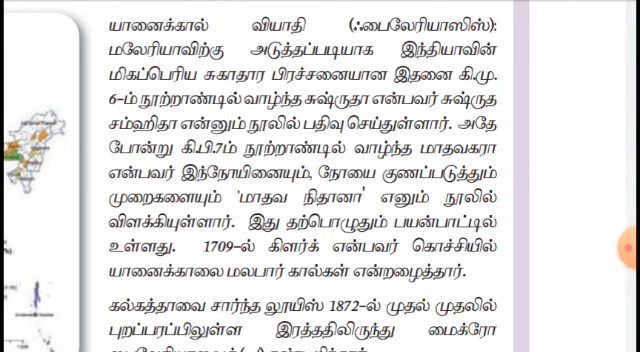 யானைக்கால் வியாதி (ஃபைலேரியாஸிஸ்):
மலேரியாவிற்கு அடுத்தப்படியாக இந்தியாவின்
மிகப்பெரிய சுகாதார பிரச்சனையான இதனை கி.மு.
6-ம் நூற்றாண்டில் வாழ்ந்த சுஷ்ருதா என்பவர் சுஷ்ருத
சம்ஹிதா என்னும் நூலில் பதிவு செய்துள்ளார். அதே
போன்று கி.பி.7ம் நூற்றாண்டில் வாழ்ந்த மாதவகரா
என்பவர் இந்நோயினையும், நோயை குணப்படுத்தும்
முறைகளையும் 'மாதவ நிதானா' எனும் நூலில்
விளக்கியுள்ளார். இது தற்பொழுதும் பயன்பாட்டில்
உள்ளது. 1709-ல் கிளர்க் என்பவர் கொச்சியில்
யானைக்காலை மலபார் கால்கள் என்றழைத்தார்.
கல்கத்தாவை சார்ந்த லூயிஸ் 1872-ல் முதல் முதலில்
புறப்பரப்பிலுள்ள இரத்ததிலிருந்து மைக்ரோ